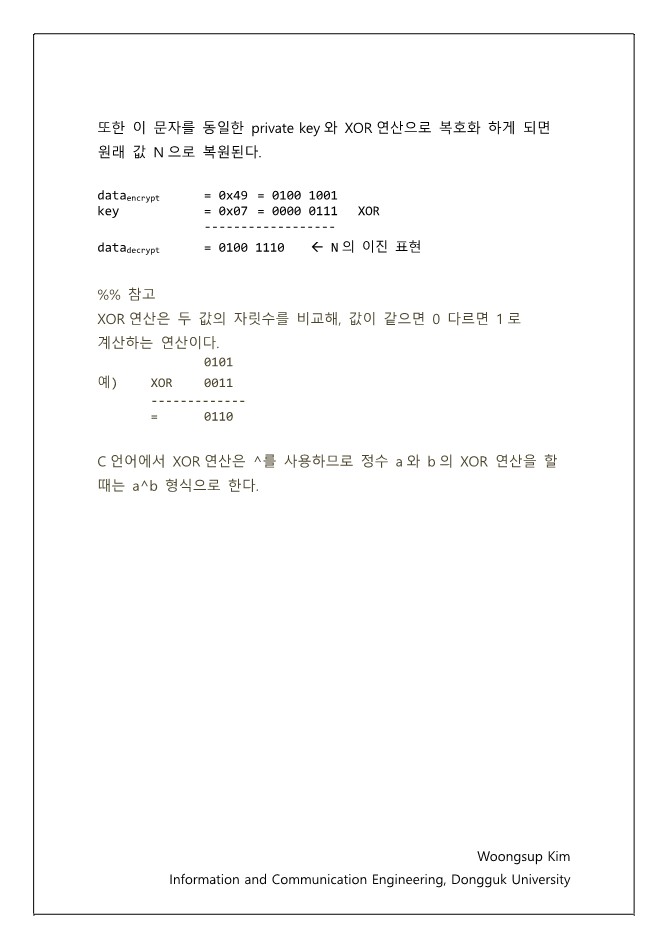 또한 이 문자를 동일한 private key 와 XOR 연산으로 복호화 하게 되면
원래 값 N 으로 복원된다.
dataencrypt = 0x49 = 0100 1001
key = 0x07 = 0000 0111 XOR
------------------
datadecrypt = 0100 1110 ← N 의 이진 표현
%% 참고
XOR 연산은 두 값의 자릿수를 비교해, 값이 같으면 0 다르면 1 로
계산하는 연산이다.
0101
예) XOR 0011
-------------
= 0110
C 언어에서 XOR 연산은 ^를 사용하므로 정수 a 와 b 의 XOR 연산을 할
때는 a^b 형식으로 한다.
Woongsup Kim
Information and Communication Engineering, Dongguk University